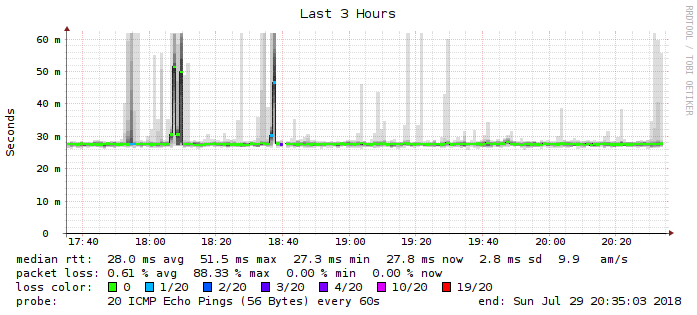 Last 3 Hours
RRDTOOL / TOBI OETIKER
Seconds
60 m
50 m
40 m
30 m
20 m
10 m
0
17:40 18:00 18:20 18:40 19:00 19:20 19:40 20:00 20:20
median rtt: 28.0 ms avg 51.5 ms max 27.3 ms min 27.8 ms now 2.8 ms sd 9.9 am/s
packet loss: 0.61 % avg 88.33 % max 0.00 % min 0.00 % now
loss color: 0 1/20 2/20 3/20 4/20 10/20 19/20
probe: 20 ICMP Echo Pings (56 Bytes) every 60s end: Sun Jul 29 20:35:03 2018